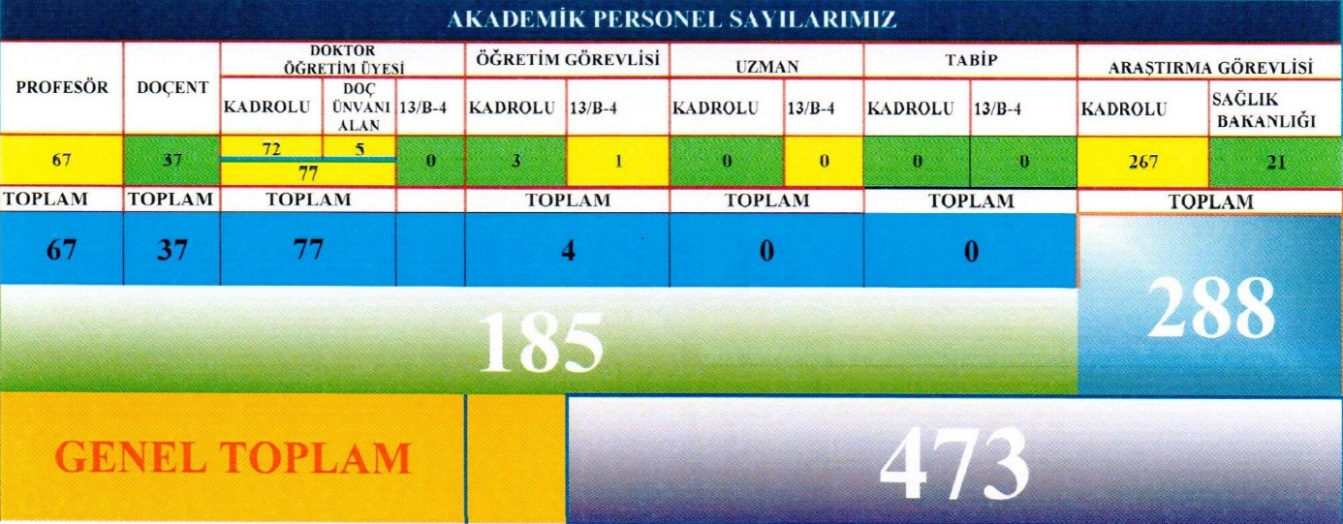 AKADEMİK PERSONEL SAYILARIMIZ
PROFESÖR
DOÇENT
DOKTOR
ÖĞRETİM ÜYESİ
ÖĞRETİM GÖREVLİSİ
UZMAN
TABİP
ARAŞTIRMA GÖREVLİSİ
KADROLU
DOÇ
ÜNVANI
ALAN
13/B-4
KADROLU
13/B-4
KADROLU
13/B-4
KADROLU
13/B-4
KADROLU
SAĞLIK
BAKANLIĞI
67
37
72
5
77
0
3
1
0
0
0
0
267
21
TOPLAM
TOPLAM
TOPLAM
TOPLAM
TOPLAM
TOPLAM
TOPLAM
67
37
77
4
0
0
288
185
GENEL TOPLAM
473